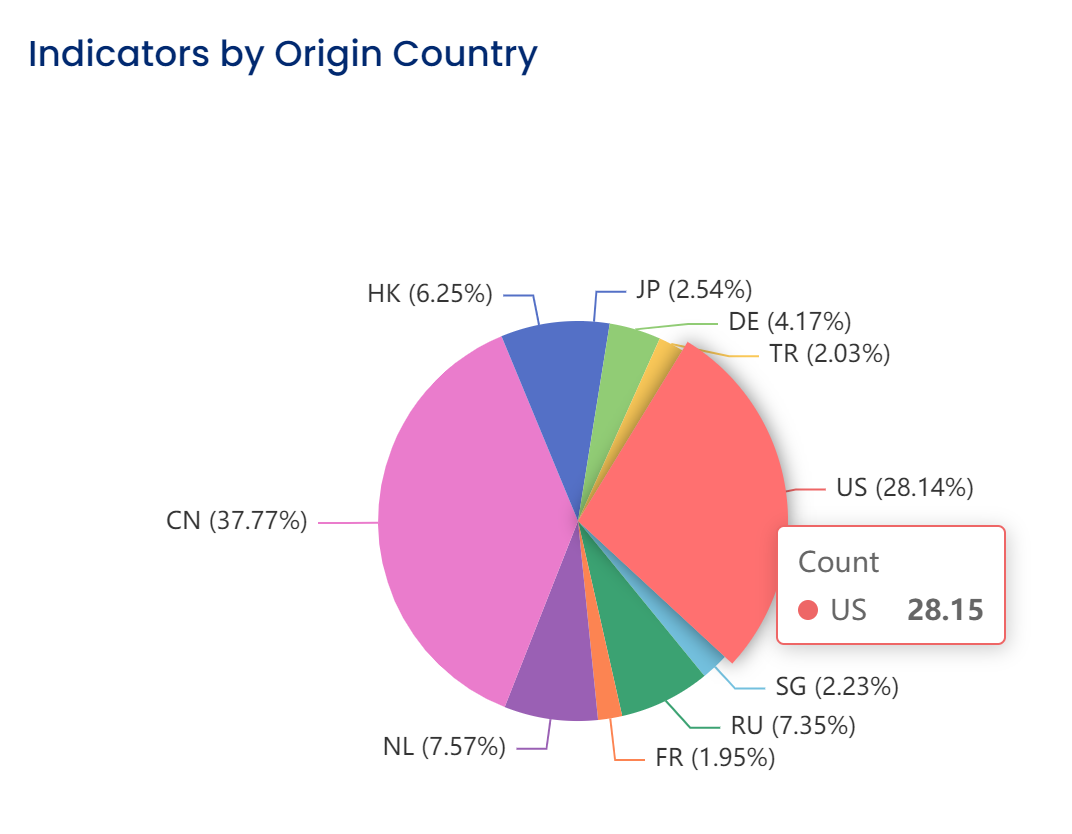 Indicators by Origin Country
HK (6.25%)
JP (2.54%)
DE (4.17%)
TR (2.03%)
US (28.14%)
CN (37.77%)
Count
US 28.15
SG (2.23%)
RU (7.35%)
NL (7.57%)
FR (1.95%)